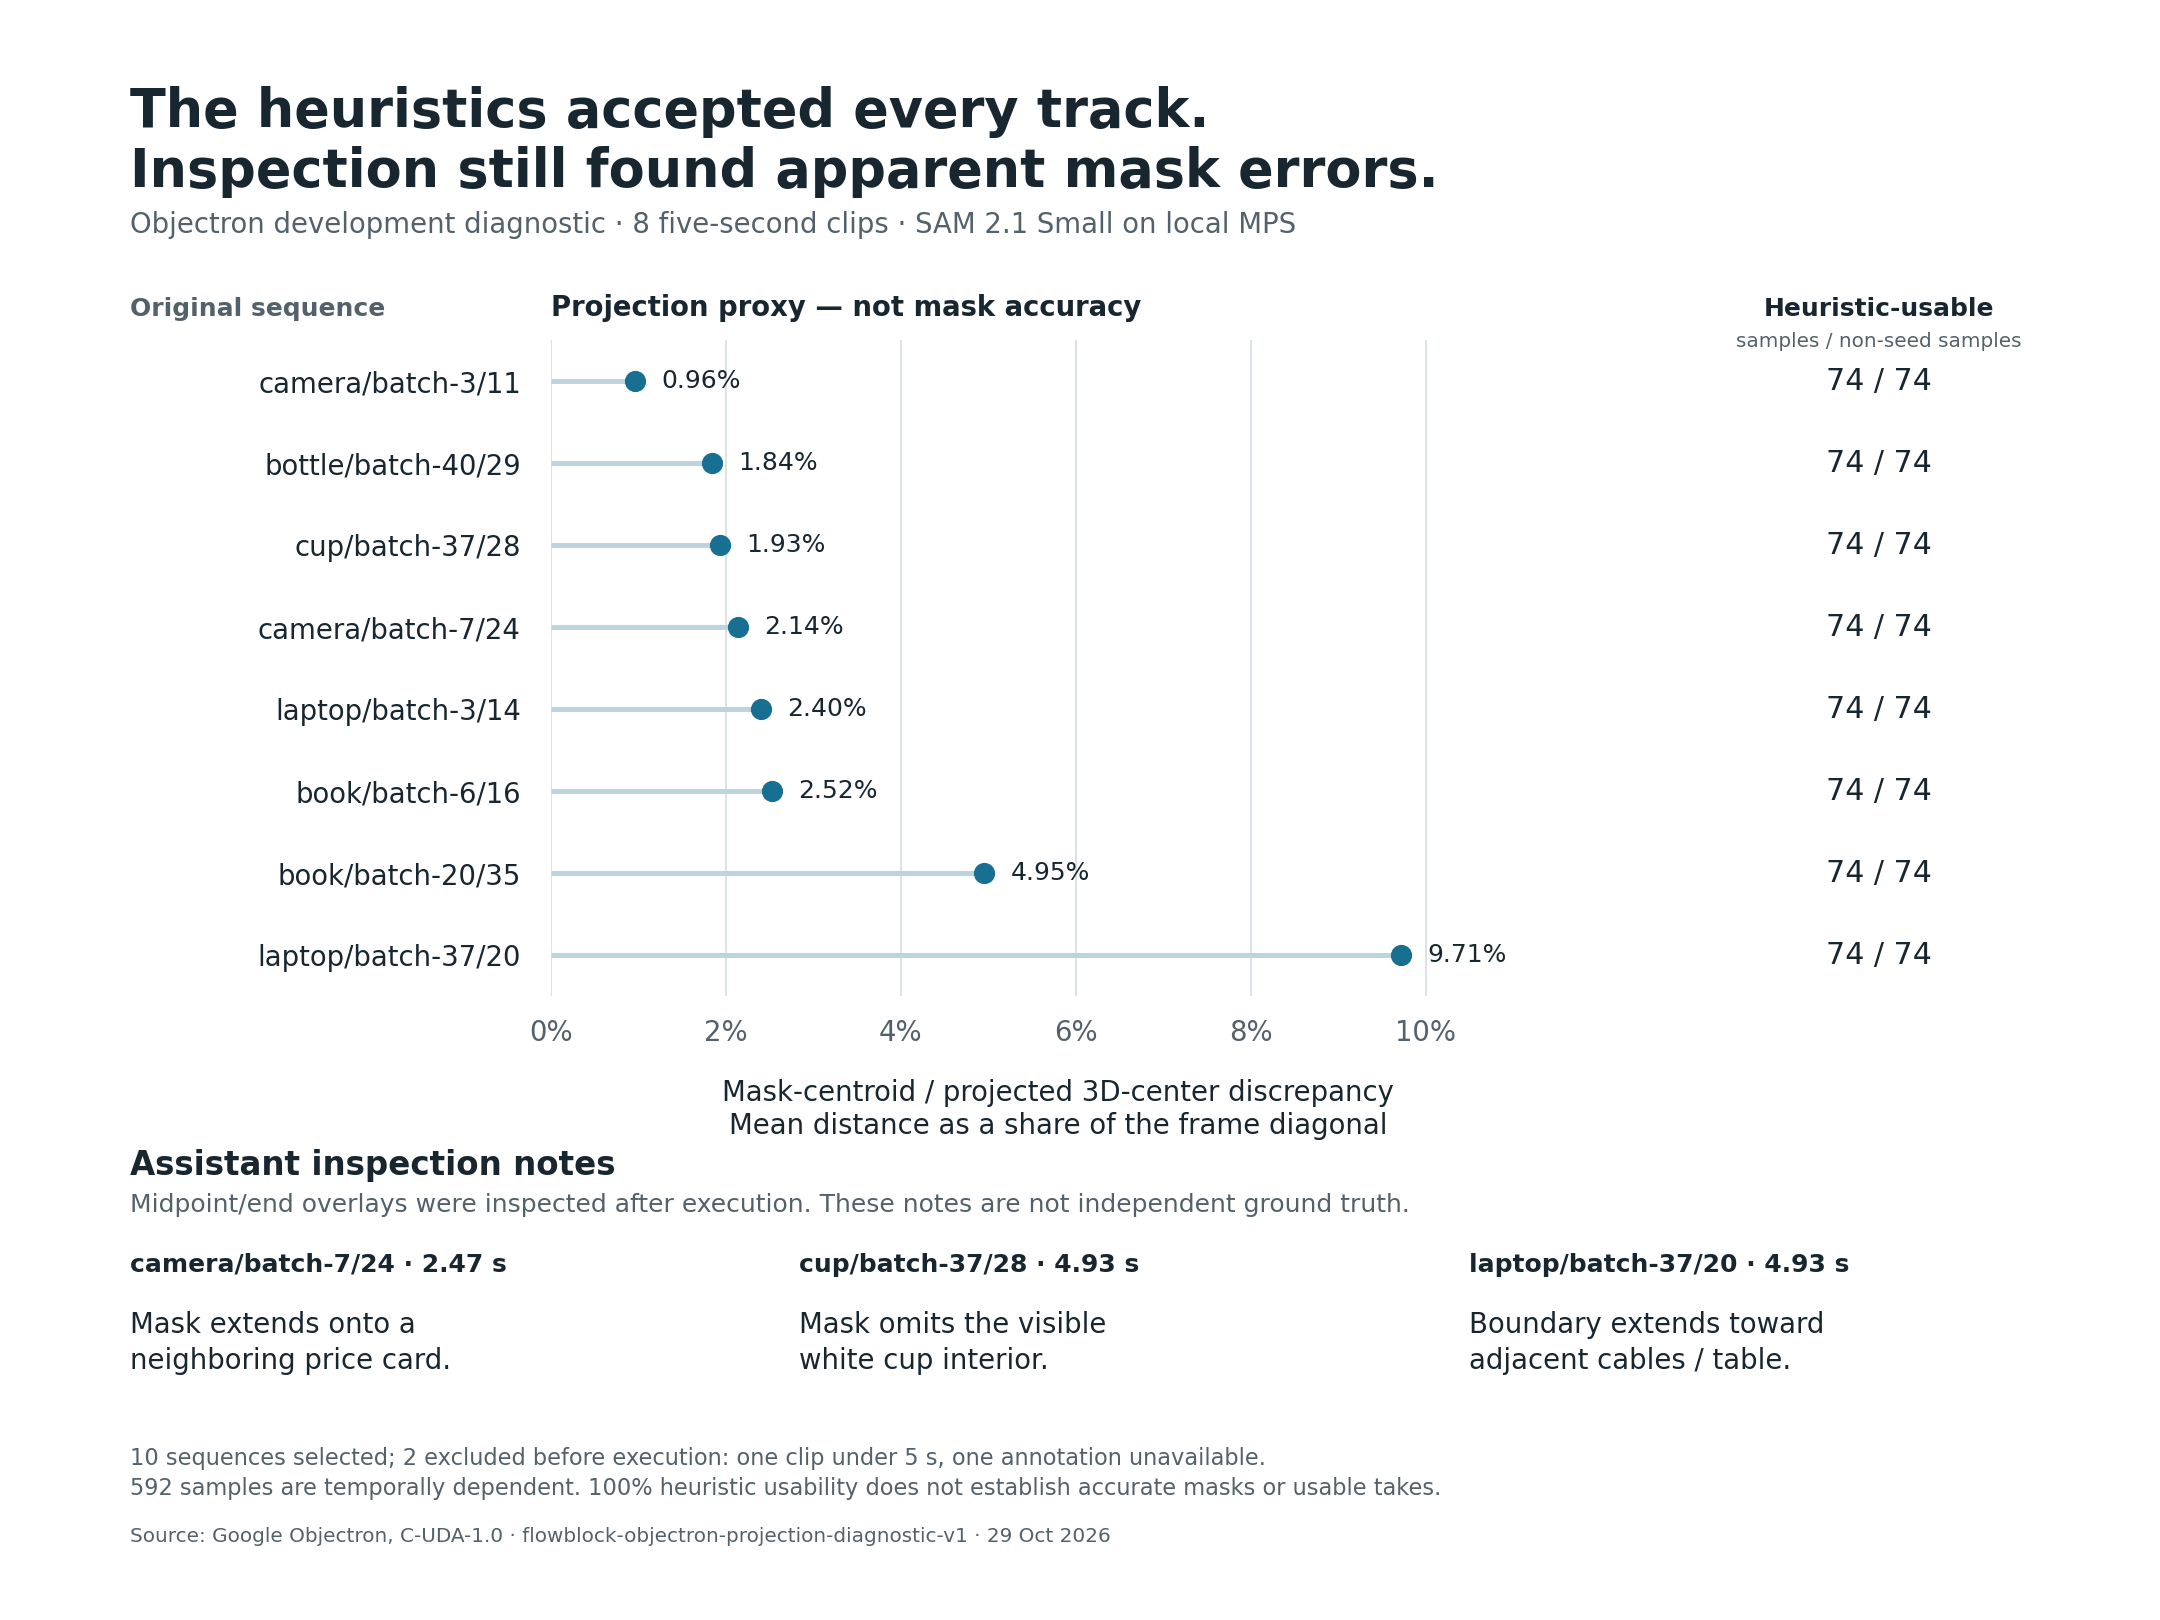 The heuristics accepted every track.
Inspection still found apparent mask errors.
Objectron development diagnostic · 8 five-second clips · SAM 2.1 Small on local MPS
Original sequence
Projection proxy — not mask accuracy
Heuristic-usable
samples / non-seed samples
camera/batch-3/11 0.96% 74 / 74
bottle/batch-40/29 1.84% 74 / 74
cup/batch-37/28 1.93% 74 / 74
camera/batch-7/24 2.14% 74 / 74
laptop/batch-3/14 2.40% 74 / 74
book/batch-6/16 2.52% 74 / 74
book/batch-20/35 4.95% 74 / 74
laptop/batch-37/20 9.71% 74 / 74
0% 2% 4% 6% 8% 10%
Mask-centroid / projected 3D-center discrepancy
Mean distance as a share of the frame diagonal
Assistant inspection notes
Midpoint/end overlays were inspected after execution. These notes are not independent ground truth.
camera/batch-7/24 · 2.47 s
Mask extends onto a
neighboring price card.
cup/batch-37/28 · 4.93 s
Mask omits the visible
white cup interior.
laptop/batch-37/20 · 4.93 s
Boundary extends toward
adjacent cables / table.
10 sequences selected; 2 excluded before execution: one clip under 5 s, one annotation unavailable.
592 samples are temporally dependent. 100% heuristic usability does not establish accurate masks or usable takes.
Source: Google Objectron, C-UDA-1.0 · flowblock-objectron-projection-diagnostic-v1 · 29 Oct 2026